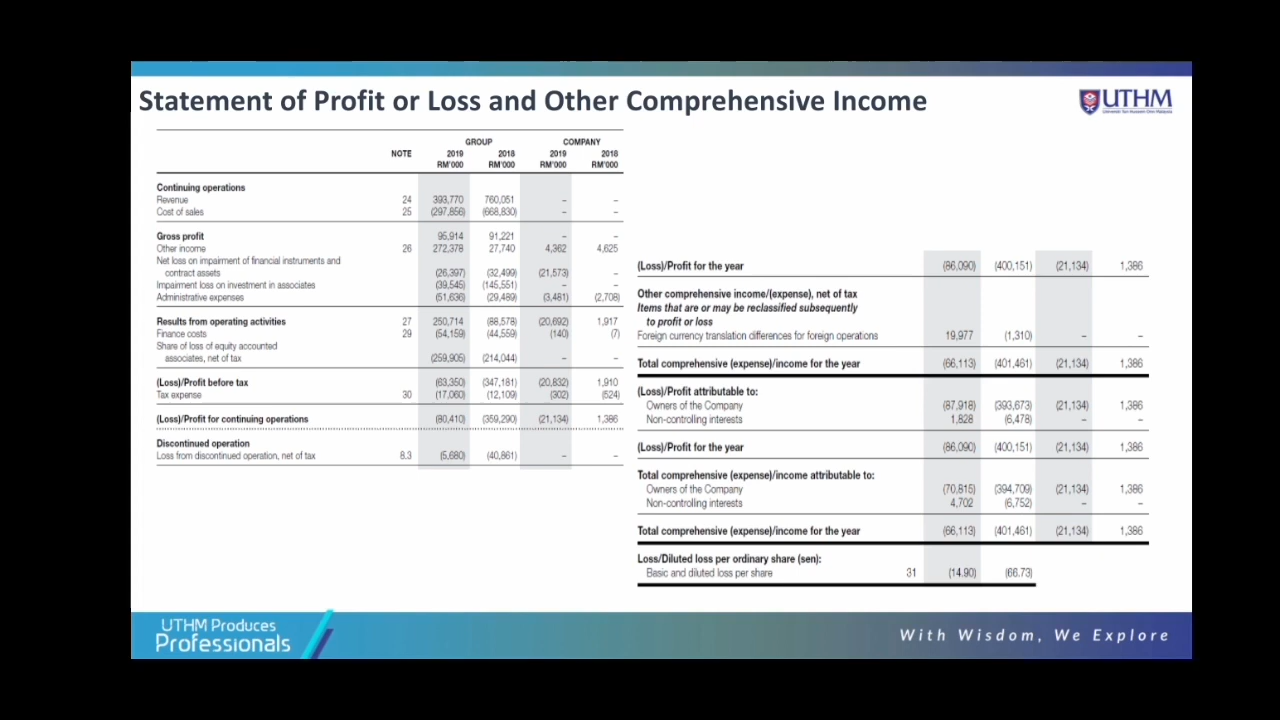 Statement of Profit or Loss and Other Comprehensive Income
UTHM
GROUP COMPANY
NOTE 2019 2018 2019 2018
RM'000 RM'000 RM'000 RM'000
Continuing operations
Revenue 24 393,770 760,051 – –
Cost of sales 25 (297,856) (668,830) – –
Gross profit 95,914 91,221 – –
Other income 26 272,378 27,740 4,362 4,625
Net loss on impairment of financial instruments and
contract assets (26,397) (32,499) (21,573) –
Impairment loss on investment in associates (39,545) (145,551) – –
Administrative expenses (51,636) (29,489) (3,481) (2,708)
Results from operating activities 27 250,714 (88,578) (20,692) 1,917
Finance costs 29 (54,159) (44,559) (140) (7)
Share of loss of equity accounted
associates, net of tax (259,905) (214,044) – –
(Loss)/Profit before tax (63,350) (347,181) (20,832) 1,910
Tax expense 30 (17,060) (12,109) (302) (524)
(Loss)/Profit for continuing operations (80,410) (359,290) (21,134) 1,386
Discontinued operation
Loss from discontinued operation, net of tax 8.3 (5,680) (40,861) – –
(Loss)/Profit for the year (86,090) (400,151) (21,134) 1,386
Other comprehensive income/(expense), net of tax
Items that are or may be reclassified subsequently
to profit or loss
Foreign currency translation differences for foreign operations 19,977 (1,310) – –
Total comprehensive (expense)/income for the year (66,113) (401,461) (21,134) 1,386
(Loss)/Profit attributable to:
Owners of the Company (87,918) (393,673) (21,134) 1,386
Non-controlling interests 1,828 (6,478) – –
(Loss)/Profit for the year (86,090) (400,151) (21,134) 1,386
Total comprehensive (expense)/income attributable to:
Owners of the Company (70,815) (394,709) (21,134) 1,386
Non-controlling interests 4,702 (6,752) – –
Total comprehensive (expense)/income for the year (66,113) (401,461) (21,134) 1,386
Loss/Diluted loss per ordinary share (sen):
Basic and diluted loss per share 31 (14.90) (66.73)
UTHM Produces
Professionals
With Wisdom, We Explore